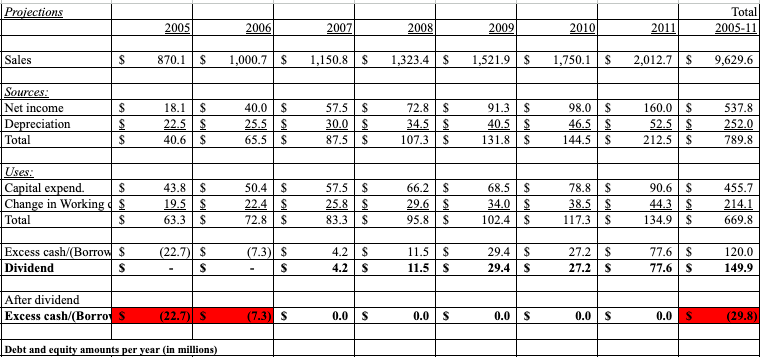 Projections Total
2005 2006 2007 2008 2009 2010 2011 2005-11
Sales $ 870.1 $ 1,000.7 $ 1,150.8 $ 1,323.4 $ 1,521.9 $ 1,750.1 $ 2,012.7 $ 9,629.6
Sources:
Net income $ 18.1 $ 40.0 $ 57.5 $ 72.8 $ 91.3 $ 98.0 $ 160.0 $ 537.8
Depreciation $ 22.5 $ 25.5 $ 30.0 $ 34.5 $ 40.5 $ 46.5 $ 52.5 $ 252.0
Total $ 40.6 $ 65.5 $ 87.5 $ 107.3 $ 131.8 $ 144.5 $ 212.5 $ 789.8
Uses:
Capital expend. $ 43.8 $ 50.4 $ 57.5 $ 66.2 $ 68.5 $ 78.8 $ 90.6 $ 455.7
Change in Working c $ 19.5 $ 22.4 $ 25.8 $ 29.6 $ 34.0 $ 38.5 $ 44.3 $ 214.1
Total $ 63.3 $ 72.8 $ 83.3 $ 95.8 $ 102.4 $ 117.3 $ 134.9 $ 669.8
Excess cash/(Borrow $ (22.7) $ (7.3) $ 4.2 $ 11.5 $ 29.4 $ 27.2 $ 77.6 $ 120.0
Dividend $ - $ - $ 4.2 $ 11.5 $ 29.4 $ 27.2 $ 77.6 $ 149.9
After dividend
Excess cash/(Borrov $ (22.7) $ (7.3) $ 0.0 $ 0.0 $ 0.0 $ 0.0 $ 0.0 $ (29.8)
Debt and equity amounts per year (in millions)